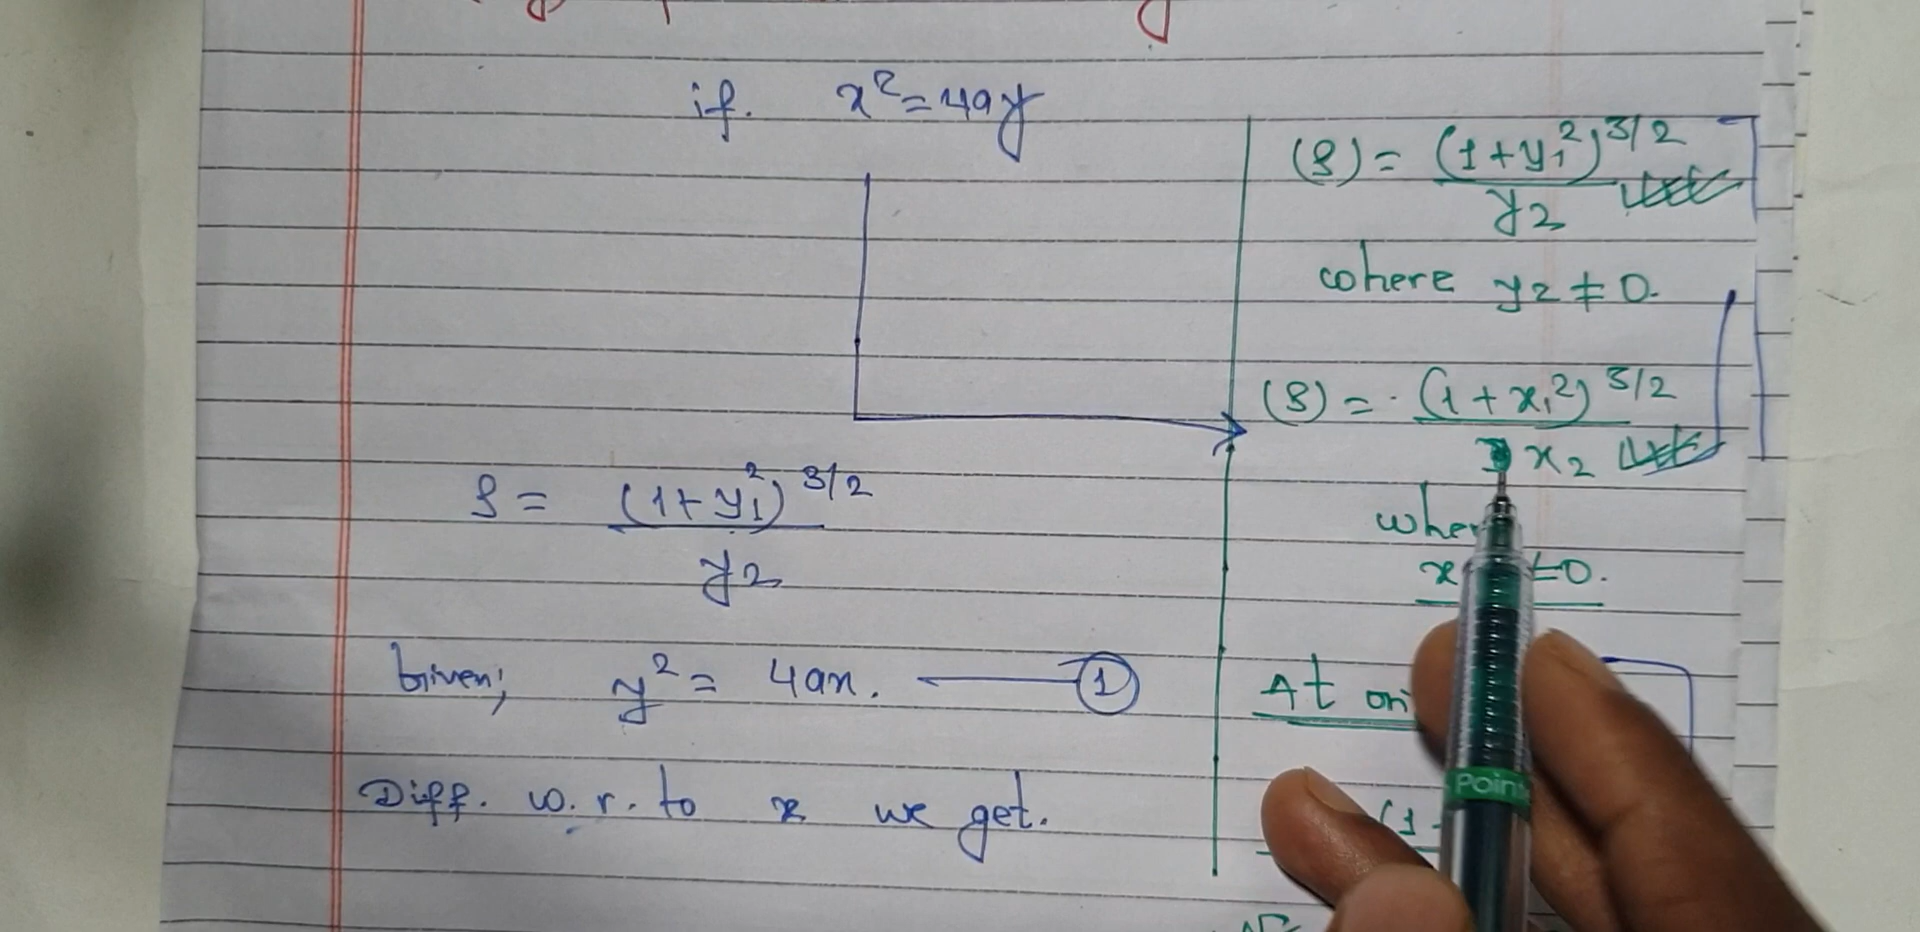 if. x² = 4ay
ρ = (1 + y₁²)^3/2 / y₂
Given; y² = 4ax. ——— ①
Diff. w.r. to x we get.
(ρ) = (1 + y₁²)^3/2 / y₂
where y₂ ≠ 0.
(ρ) = (1 + x₁²)^3/2 / x₂
At
Point